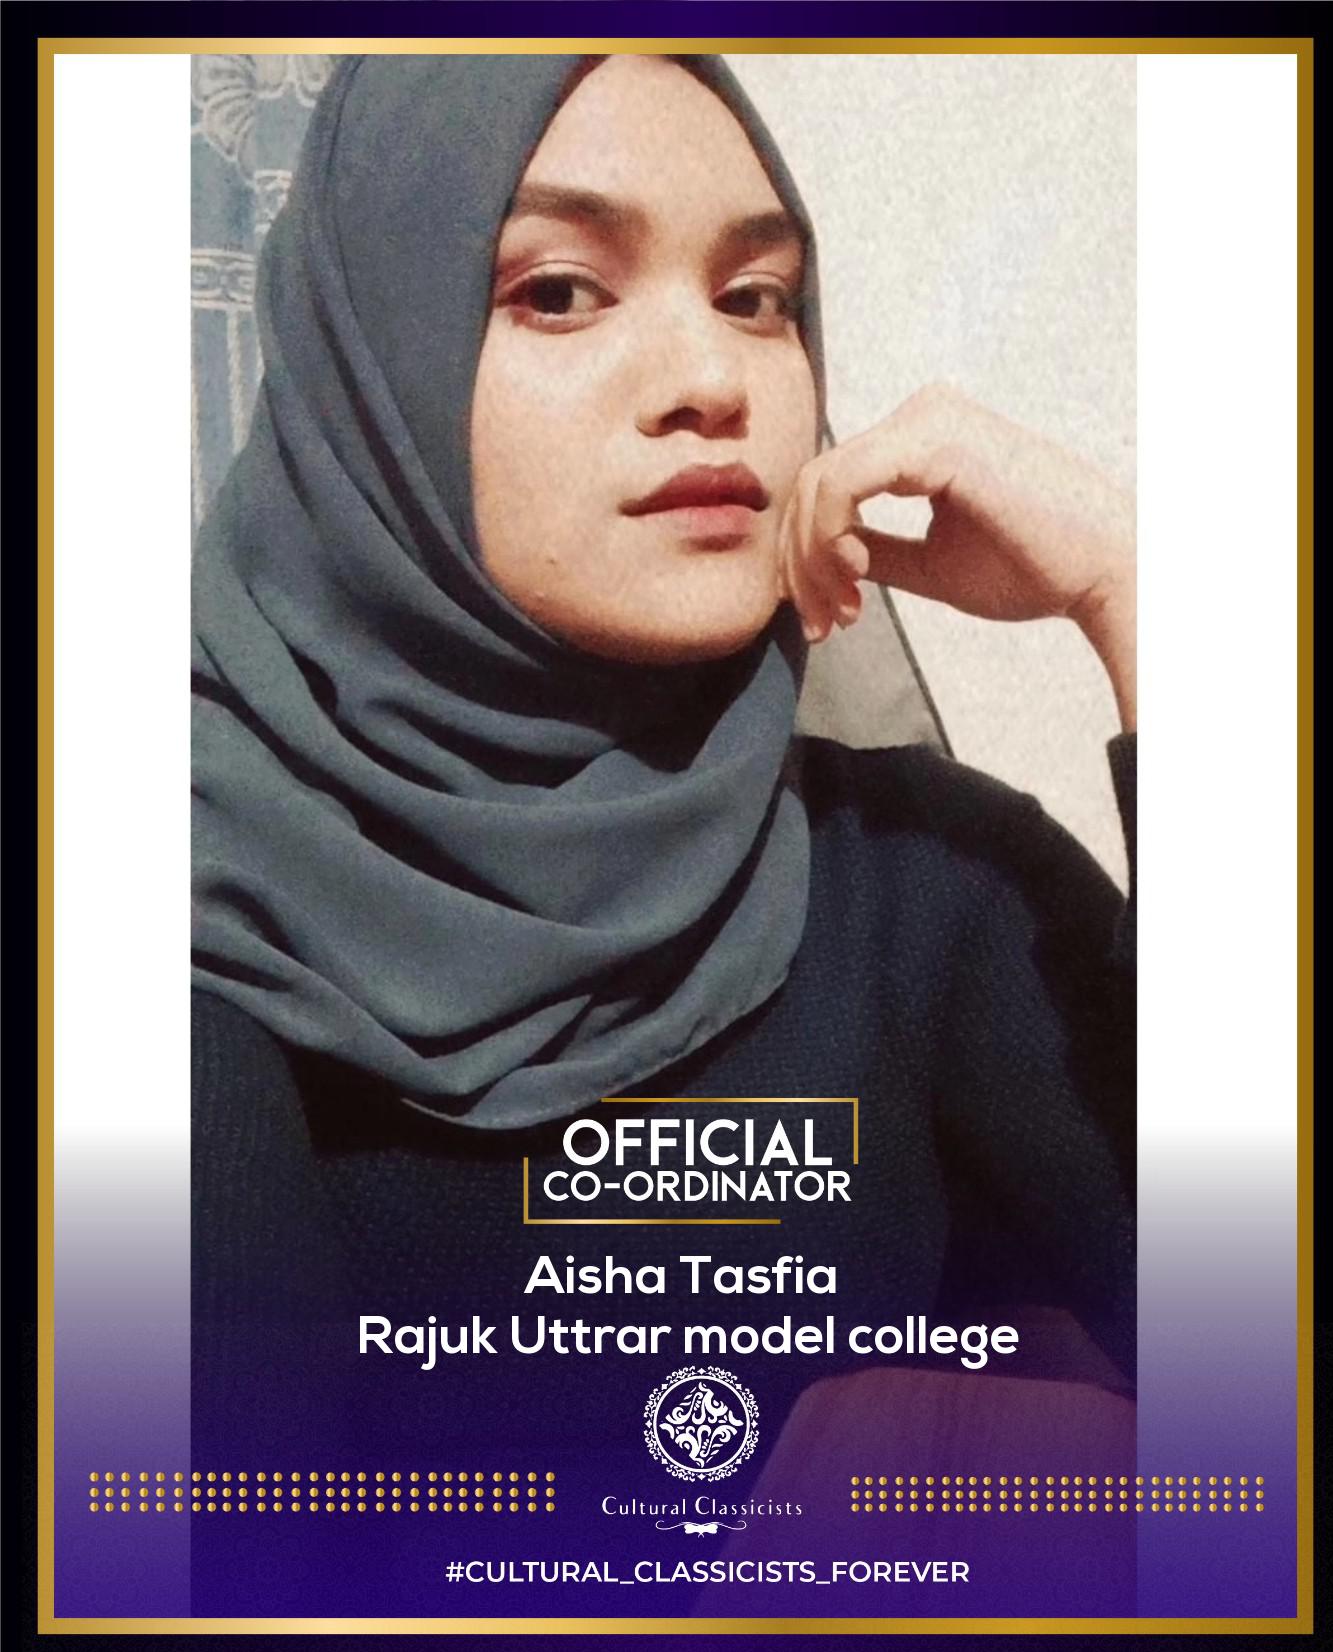 OFFICIAL
CO-ORDINATOR
Aisha Tasfia
Rajuk Uttrar model college
Cultural Classicists
#CULTURAL_CLASSICISTS_FOREVER